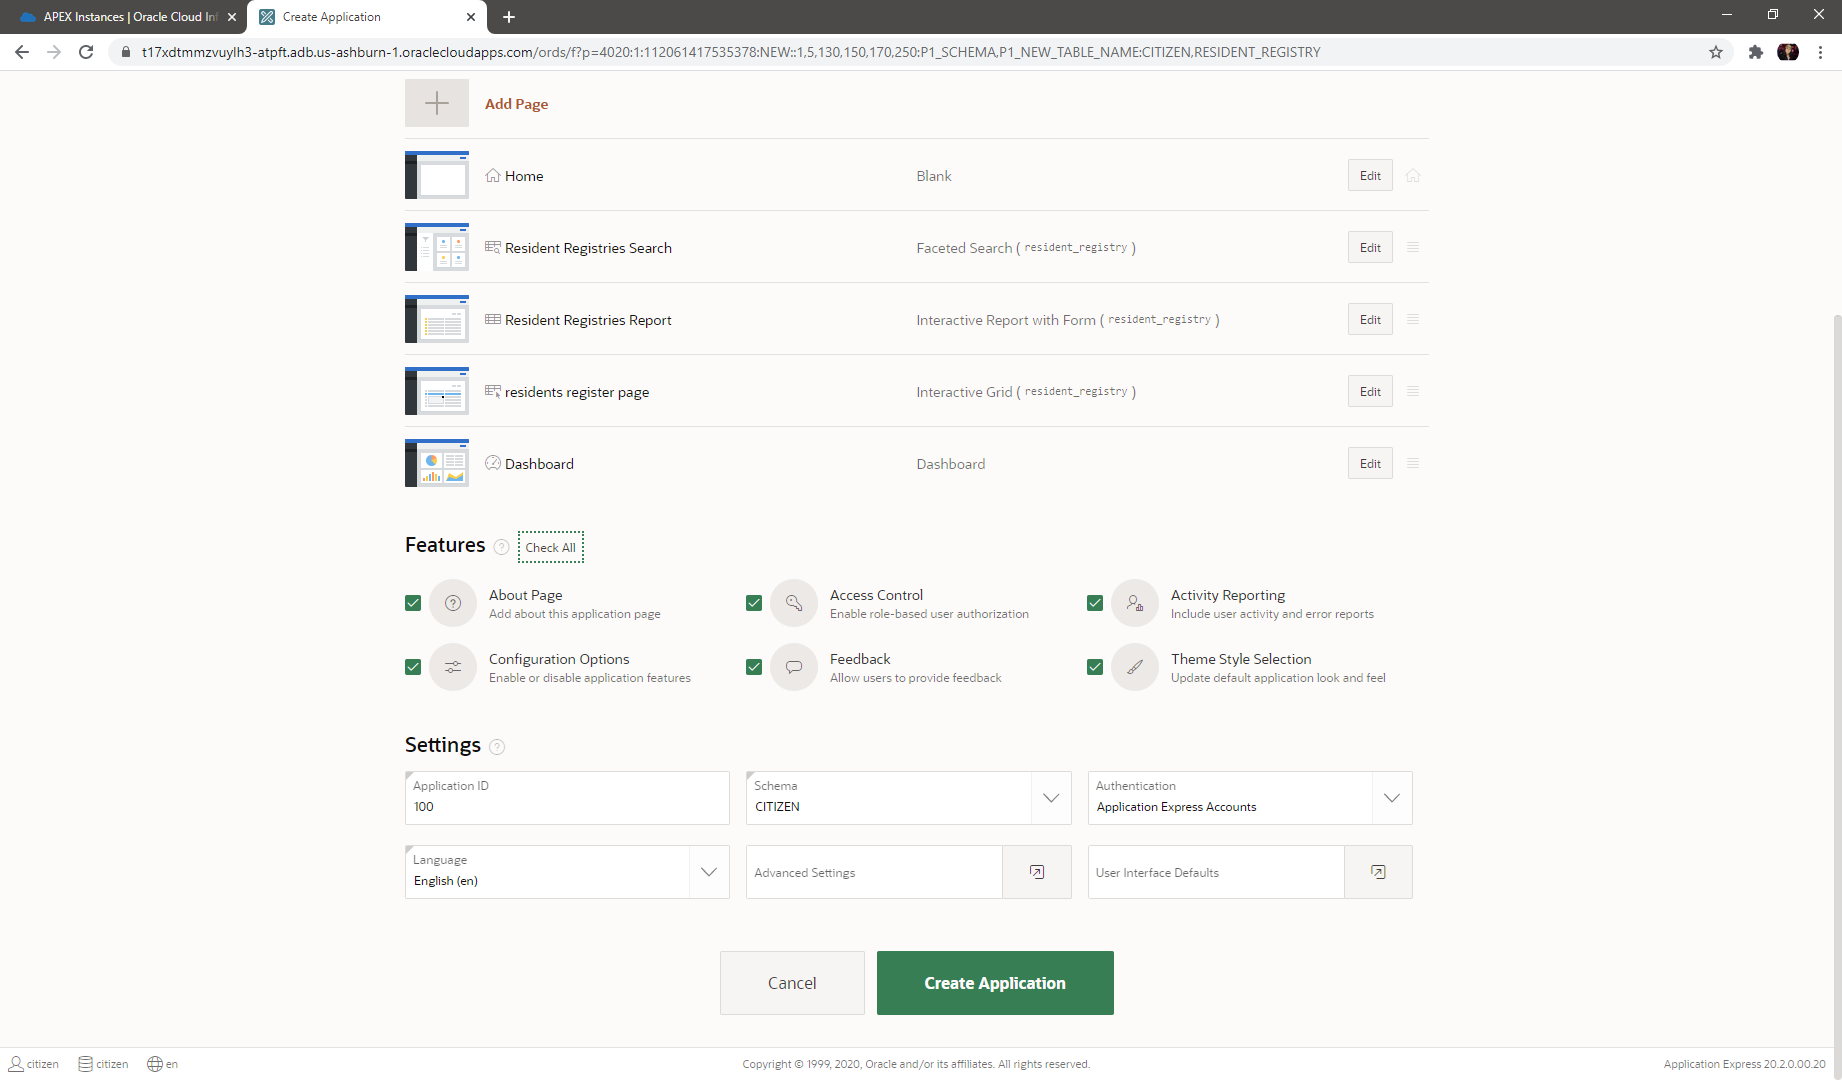 APEX Instances | Oracle Cloud Inf
Create Application
t17xdtmmzvuylh3-atpft.adb.us-ashburn-1.oraclecloudapps.com/ords/f?p=4020:1:112061417535378:NEW::1,5,130,150,170,250:P1_SCHEMA,P1_NEW_TABLE_NAME:CITIZEN,RESIDENT_REGISTRY
Add Page
Home Blank Edit
Resident Registries Search Faceted Search ( resident_registry ) Edit
Resident Registries Report Interactive Report with Form ( resident_registry ) Edit
residents register page Interactive Grid ( resident_registry ) Edit
Dashboard Dashboard Edit
Features ? Check All
About Page Access Control Activity Reporting
Add about this application page Enable role-based user authorization Include user activity and error reports
Configuration Options Feedback Theme Style Selection
Enable or disable application features Allow users to provide feedback Update default application look and feel
Settings ?
Application ID Schema Authentication
100 CITIZEN Application Express Accounts
Language
English (en) Advanced Settings User Interface Defaults
Cancel Create Application
citizen citizen en Copyright © 1999, 2020, Oracle and/or its affiliates. All rights reserved. Application Express 20.2.0.00.20